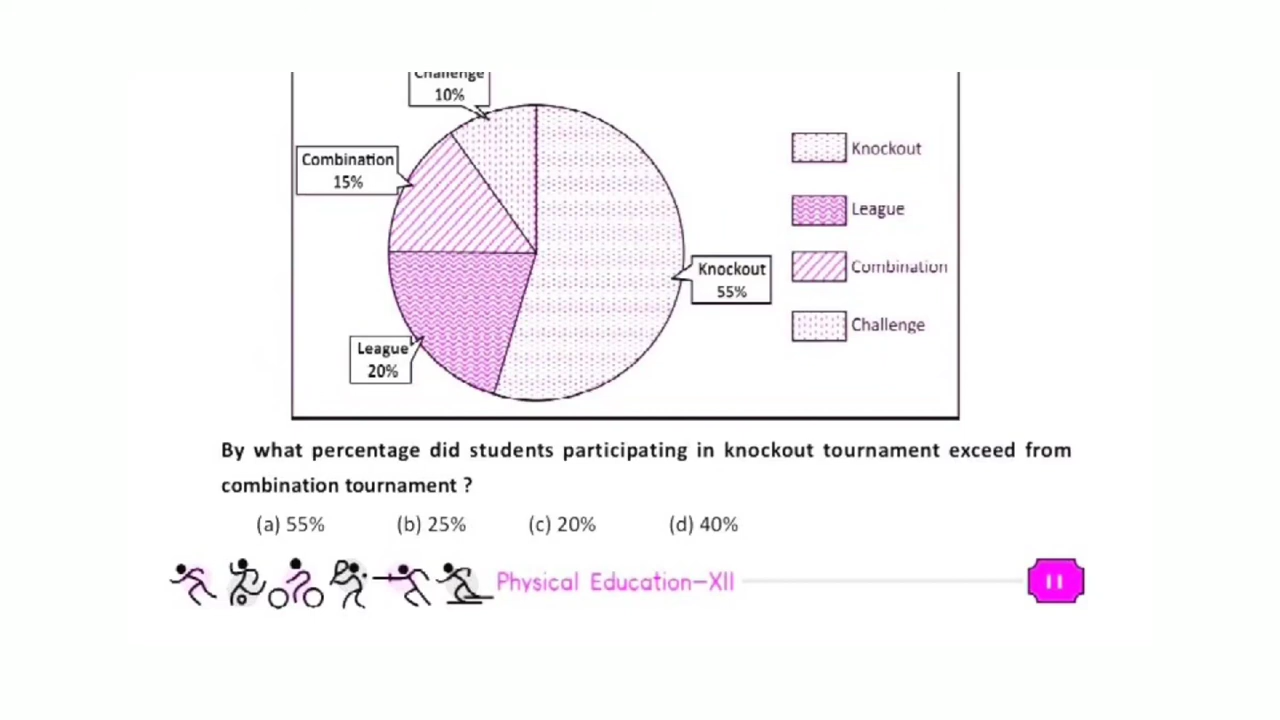 Challenge
10%
Combination
15%
Knockout
League
Knockout
55%
Combination
Challenge
League
20%
By what percentage did students participating in knockout tournament exceed from
combination tournament ?
(a) 55% (b) 25% (c) 20% (d) 40%
Physical Education-XII 11